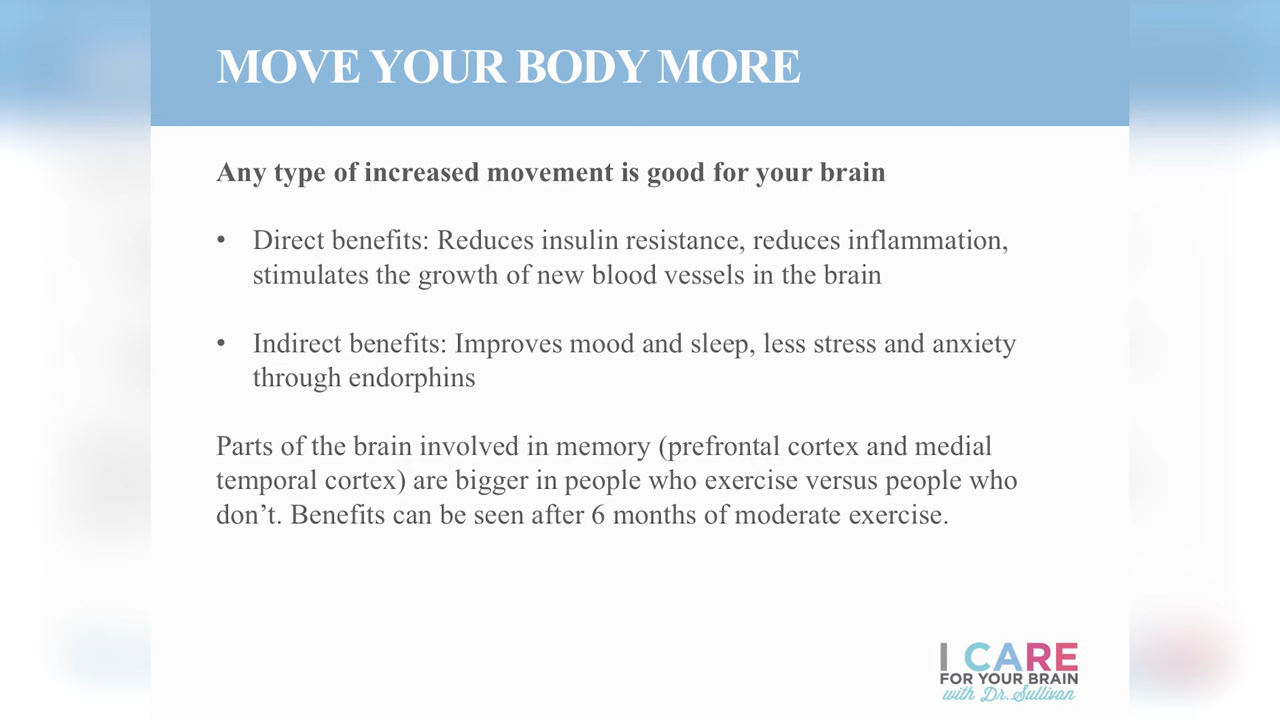 MOVE YOUR BODY MORE
Any type of increased movement is good for your brain
• Direct benefits: Reduces insulin resistance, reduces inflammation,
stimulates the growth of new blood vessels in the brain
• Indirect benefits: Improves mood and sleep, less stress and anxiety
through endorphins
Parts of the brain involved in memory (prefrontal cortex and medial
temporal cortex) are bigger in people who exercise versus people who
don’t. Benefits can be seen after 6 months of moderate exercise.
I CARE
FOR YOUR BRAIN
with Dr. Sullivan